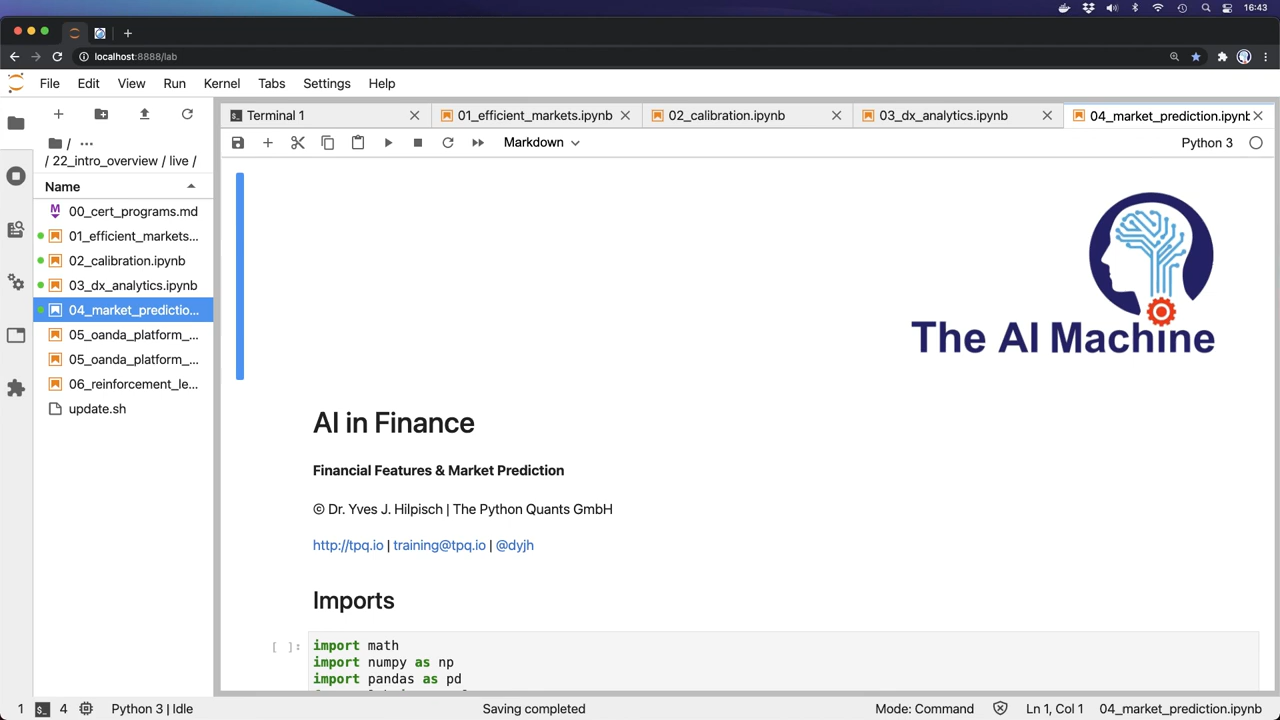 16:43
localhost:8888/lab
File Edit View Run Kernel Tabs Settings Help
Terminal 1 01_efficient_markets.ipynb 02_calibration.ipynb 03_dx_analytics.ipynb 04_market_prediction.ipynb
Markdown Python 3
/ ...
/ 22_intro_overview / live /
Name
00_cert_programs.md
01_efficient_markets...
02_calibration.ipynb
03_dx_analytics.ipynb
04_market_predictio...
05_oanda_platform_...
05_oanda_platform_...
06_reinforcement_le...
update.sh
The AI Machine
AI in Finance
Financial Features & Market Prediction
© Dr. Yves J. Hilpisch | The Python Quants GmbH
http://tpq.io | training@tpq.io | @dyjh
Imports
[ ]: import math
import numpy as np
import pandas as pd
1 $_ 4 Python 3 | Idle Saving completed Mode: Command Ln 1, Col 1 04_market_prediction.ipynb